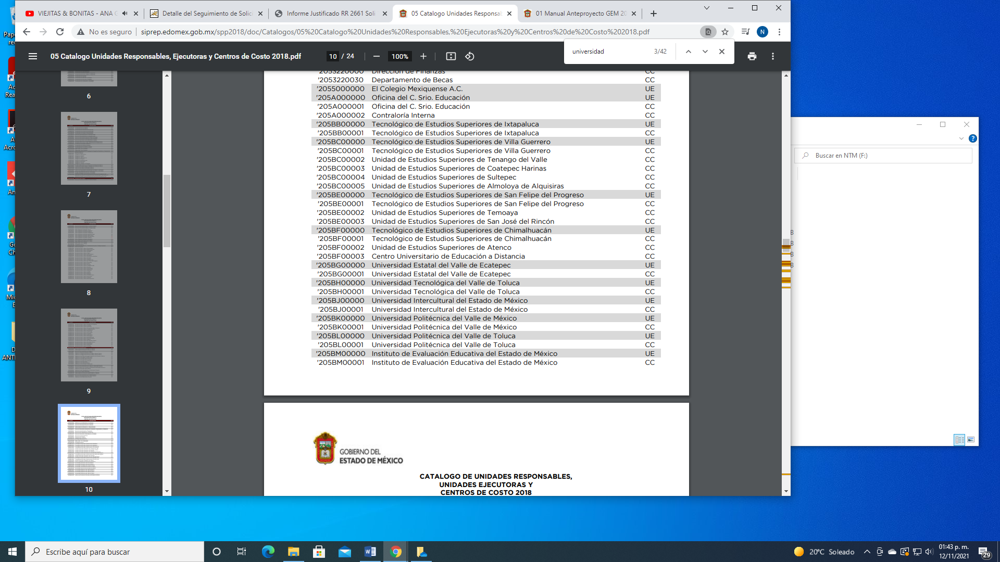 VIEJITAS & BONITAS - ANA G
Detalle del Seguimiento de Solici
Informe Justificado RR 2661 Soli
05 Catalogo Unidades Responsab
01 Manual Anteproyecto GEM 20
No es seguro
siprep.edomex.gob.mx/spp2018/doc/Catalogos/05%20Catalogo%20Unidades%20Responsables,%20Ejecutoras%20y%20Centros%20de%20Costo%202018.pdf
N
05 Catalogo Unidades Responsables, Ejecutoras y Centros de Costo 2018.pdf
10 / 24
100%
universidad
3/42
6
7
8
9
10
'2053220000 Dirección de Finanzas CC
'2053220030 Departamento de Becas CC
'2055000000 El Colegio Mexiquense A.C. UE
'205A000000 Oficina del C. Srio. Educación UE
'205A000001 Oficina del C. Srio. Educación CC
'205A000002 Contraloría Interna CC
'205BB00000 Tecnológico de Estudios Superiores de Ixtapaluca UE
'205BB00001 Tecnológico de Estudios Superiores de Ixtapaluca CC
'205BC00000 Tecnológico de Estudios Superiores de Villa Guerrero UE
'205BC00001 Tecnológico de Estudios Superiores de Villa Guerrero CC
'205BC00002 Unidad de Estudios Superiores de Tenango del Valle CC
'205BC00003 Unidad de Estudios Superiores de Coatepec Harinas CC
'205BC00004 Unidad de Estudios Superiores de Sultepec CC
'205BC00005 Unidad de Estudios Superiores de Almoloya de Alquisiras CC
'205BE00000 Tecnológico de Estudios Superiores de San Felipe del Progreso UE
'205BE00001 Tecnológico de Estudios Superiores de San Felipe del Progreso CC
'205BE00002 Unidad de Estudios Superiores de Temoaya CC
'205BE00003 Unidad de Estudios Superiores de San José del Rincón CC
'205BF00000 Tecnológico de Estudios Superiores de Chimalhuacán UE
'205BF00001 Tecnológico de Estudios Superiores de Chimalhuacán CC
'205BF00002 Unidad de Estudios Superiores de Atenco CC
'205BF00003 Centro Universitario de Educación a Distancia CC
'205BG00000 Universidad Estatal del Valle de Ecatepec UE
'205BG00001 Universidad Estatal del Valle de Ecatepec CC
'205BH00000 Universidad Tecnológica del Valle de Toluca UE
'205BH00001 Universidad Tecnológica del Valle de Toluca CC
'205BJ00000 Universidad Intercultural del Estado de México UE
'205BJ00001 Universidad Intercultural del Estado de México CC
'205BK00000 Universidad Politécnica del Valle de México UE
'205BK00001 Universidad Politécnica del Valle de México CC
'205BL00000 Universidad Politécnica del Valle de Toluca UE
'205BL00001 Universidad Politécnica del Valle de Toluca CC
'205BM00000 Instituto de Evaluación Educativa del Estado de México UE
'205BM00001 Instituto de Evaluación Educativa del Estado de México CC
GOBIERNO DEL
ESTADO DE MÉXICO
CATALOGO DE UNIDADES RESPONSABLES,
UNIDADES EJECUTORAS Y
CENTROS DE COSTO 2018
Buscar en NTM (F:)
Escribe aquí para buscar
20°C Soleado
01:43 p. m.
12/11/2021
29